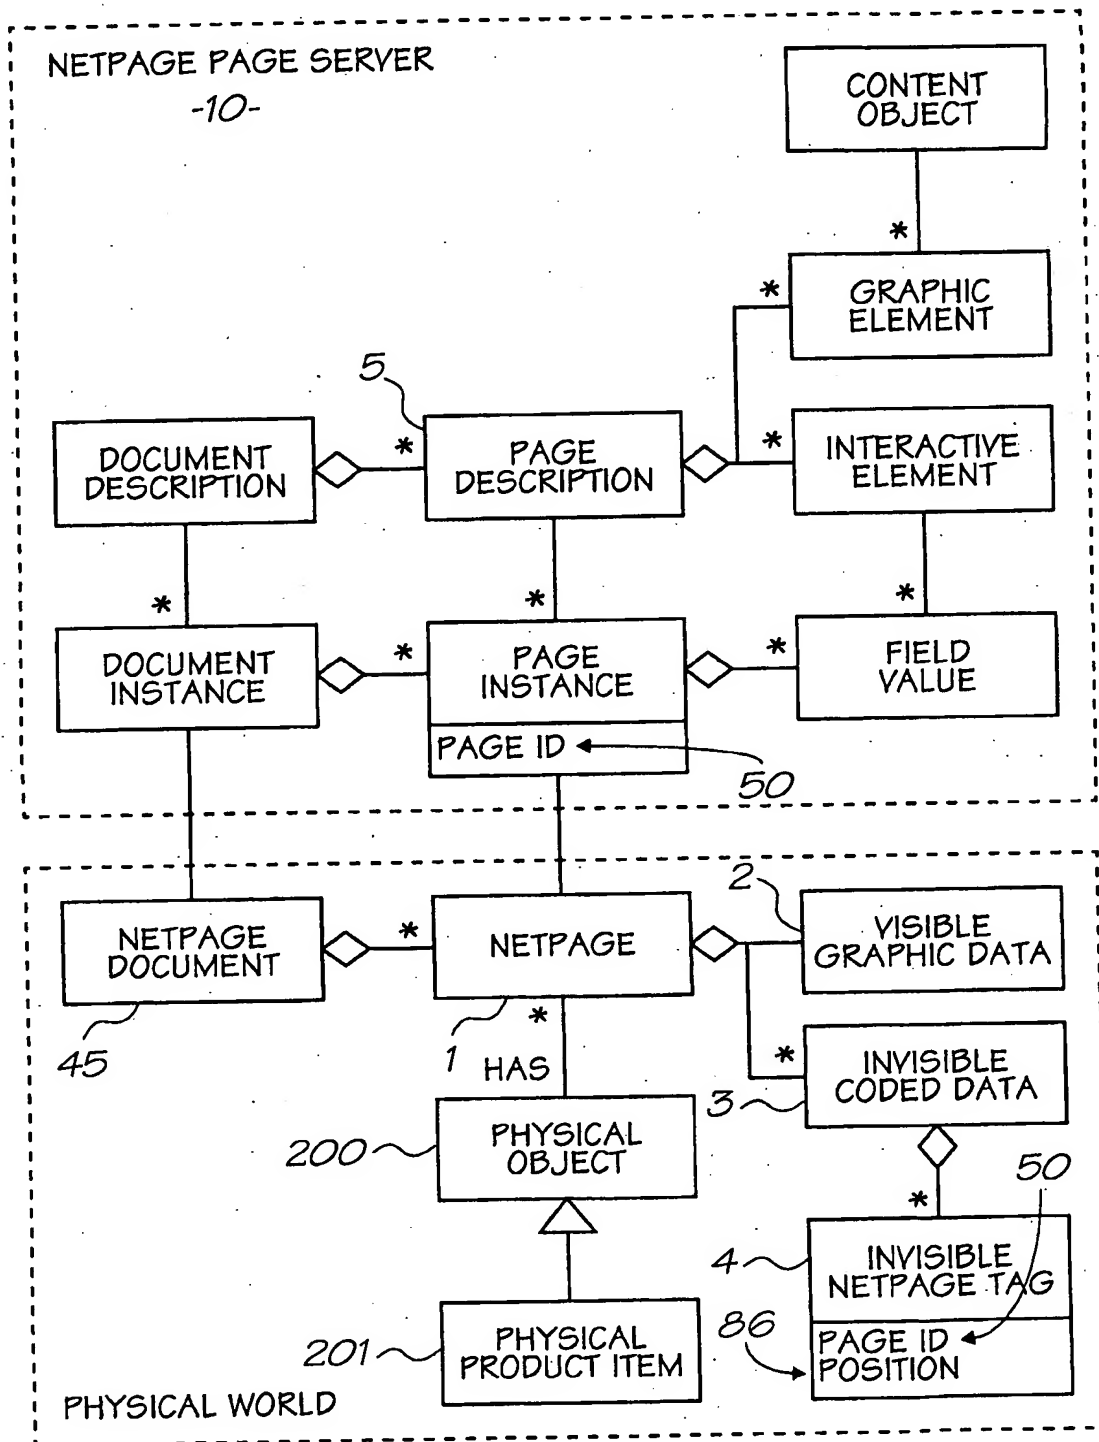 NETPAGE PAGE SERVER
-10-
CONTENT
OBJECT
*
GRAPHIC
ELEMENT
*
5
DOCUMENT
DESCRIPTION
*
PAGE
DESCRIPTION
*
INTERACTIVE
ELEMENT
*
*
*
DOCUMENT
INSTANCE
*
PAGE
INSTANCE
*
FIELD
VALUE
PAGE ID
50
2
NETPAGE
DOCUMENT
*
NETPAGE
VISIBLE
GRAPHIC DATA
45
1
*
HAS
*
INVISIBLE
CODED DATA
3
200
PHYSICAL
OBJECT
50
*
4
INVISIBLE
NETPAGE TAG
201
PHYSICAL
PRODUCT ITEM
86
PAGE ID
POSITION
PHYSICAL WORLD